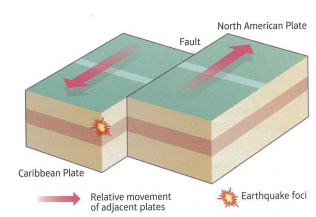 North American Plate
Fault
Caribbean Plate
Relative movement
of adjacent plates
Earthquake foci